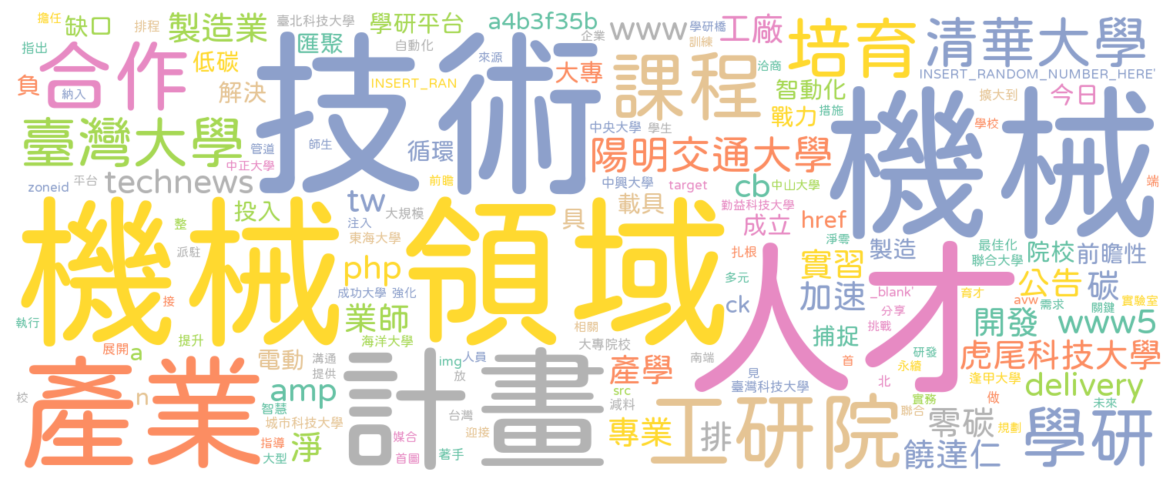 擔任
缺口
排程
製造業
臺北科技大學
學研平台
a4b3f35b
企業
www
學研橋
工廠
培育
清華大學
指出
合作
匯聚
自動化
來源
訓練
低碳
技術
INSERT_RAN
大專
課程
洽商
智動化
INSERT_RANDOM_NUMBER_HERE'
負
納入
解決
戰力
措施
擴大到
今日
機械
臺灣大學
師生
中央大學
學生
學校
管道
循環
陽明交通大學
中正大學
zoneid
平台
technews
前瞻
中興大學
target
cb
中山大學
端
tw
大規模
載具
勤益科技大學
投入
注入
具
成立
href
機械領域
整
東海大學
扎根
淨零
製造
最佳化
院校
前瞻性
聯合大學
派駐
人才
php
實習
公告
碳
成功大學
強化
多元
加速
_blank'
育才
avw
需求
實驗室
接
ck
分享
關鍵
執行
業師
相關
捕捉
挑戰
開發
www5
提升
海洋大學
大專院校
展開
a
電動
溝通
計畫
img
人員
產學
南端
首
永續
研發
虎尾科技大學
產業
提供
放
見
臺灣科技大學
北
逢甲大學
delivery
校
n
amp
src
減料
實務
做
未來
智慧
台灣
工研院
零碳
學研
城市科技大學
聯合
規劃
指導
淨
媒合
迎接
專業
排
大型
首圖
著手
饒達仁